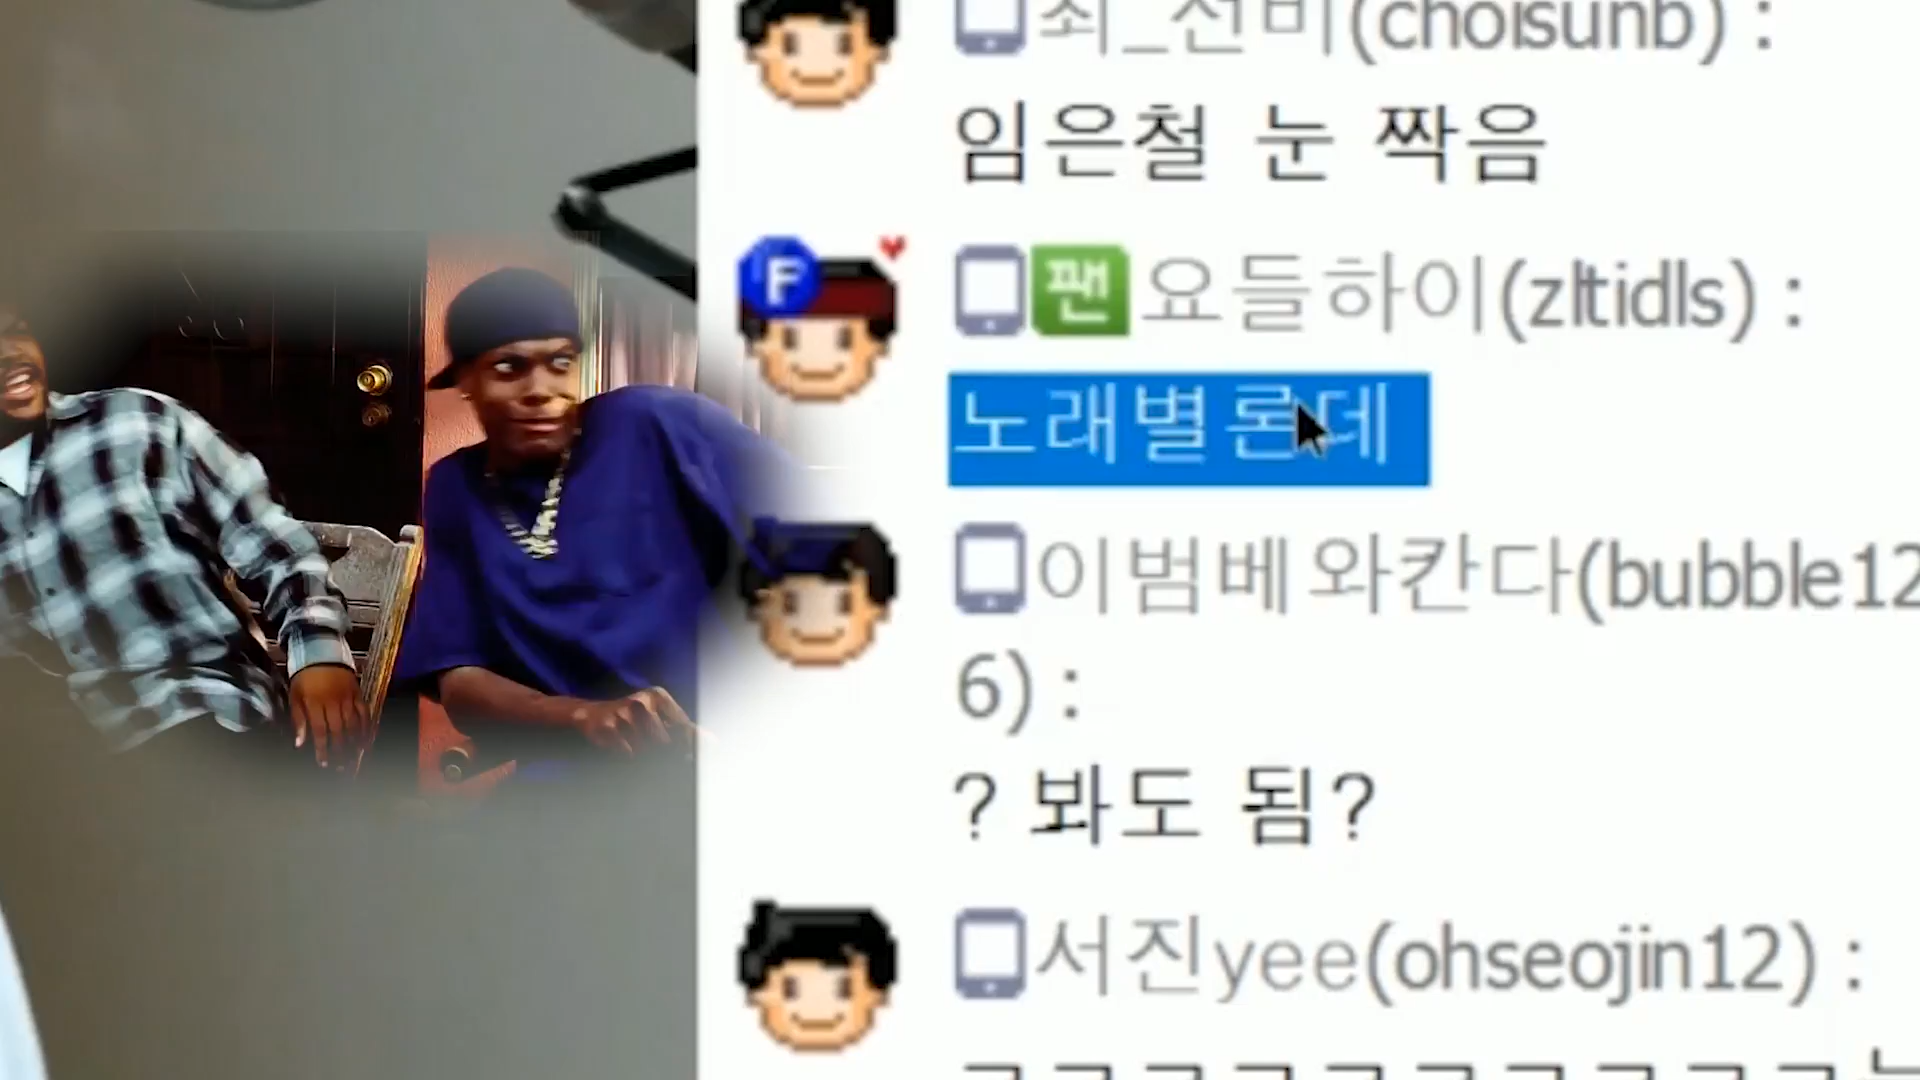 최_선비(choisunb) :
임은철 눈 짝음
F 팬 요들하이(zltidls) :
노래별론데
이범베와칸다(bubble12
6) :
? 봐도 됨?
서진yee(ohseojin12) :